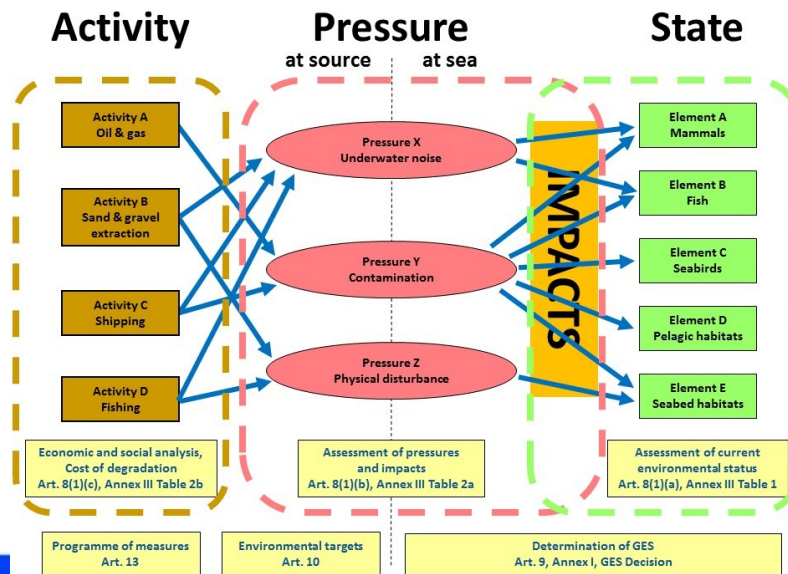 Activity
Pressure
State
at source
at sea
Activity A
Oil & gas
Activity B
Sand & gravel
extraction
Activity C
Shipping
Activity D
Fishing
Pressure X
Underwater noise
Pressure Y
Contamination
Pressure Z
Physical disturbance
IMPACTS
Element A
Mammals
Element B
Fish
Element C
Seabirds
Element D
Pelagic habitats
Element E
Seabed habitats
Economic and social analysis,
Cost of degradation
Art. 8(1)(c), Annex III Table 2b
Assessment of pressures
and impacts
Art. 8(1)(b), Annex III Table 2a
Assessment of current
environmental status
Art. 8(1)(a), Annex III Table 1
Programme of measures
Art. 13
Environmental targets
Art. 10
Determination of GES
Art. 9, Annex I, GES Decision